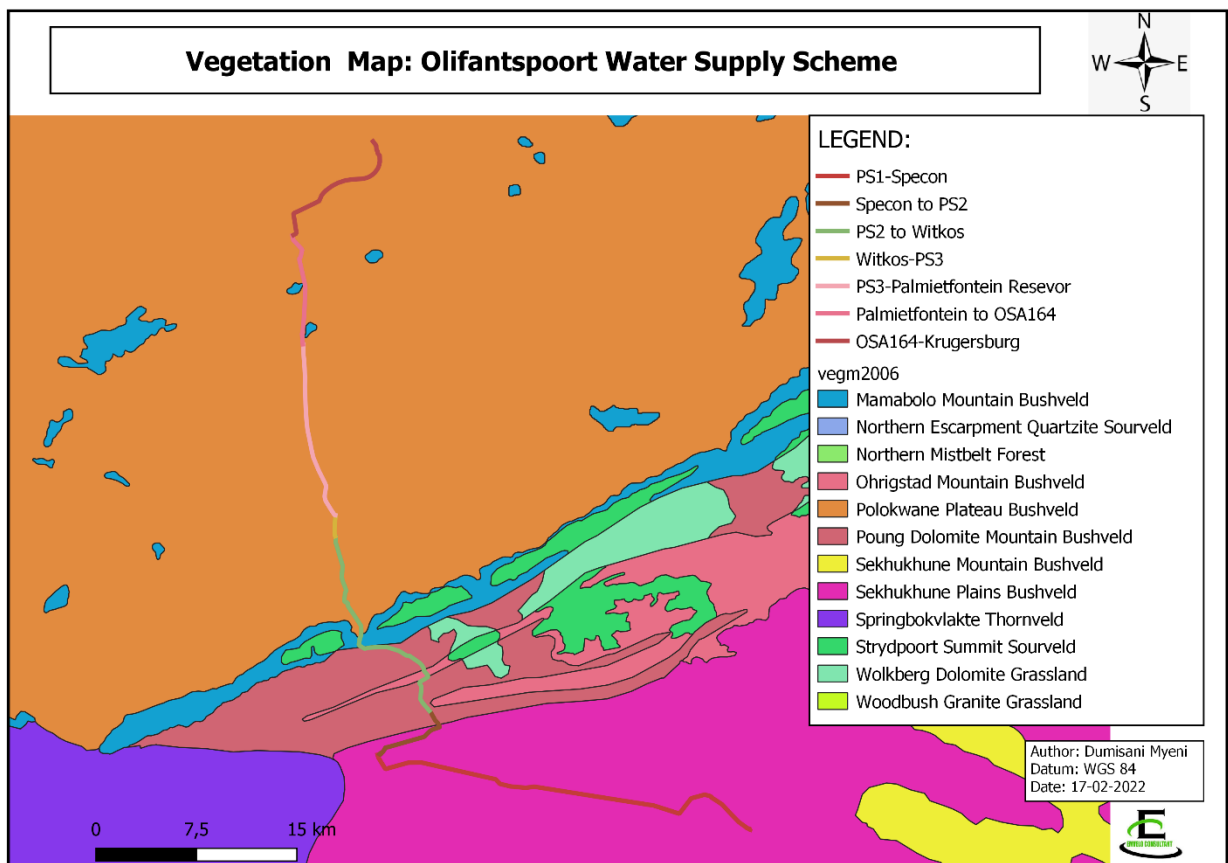 Vegetation Map: Olifantspoort Water Supply Scheme
N
W
E
S
LEGEND:
PS1-Specon
Specon to PS2
PS2 to Witkos
Witkos-PS3
PS3-Palmietfontein Resevor
Palmietfontein to OSA164
OSA164-Krugersburg
vegm2006
Mamabolo Mountain Bushveld
Northern Escarpment Quartzite Sourveld
Northern Mistbelt Forest
Ohrigstad Mountain Bushveld
Polokwane Plateau Bushveld
Poung Dolomite Mountain Bushveld
Sekhukhune Mountain Bushveld
Sekhukhune Plains Bushveld
Springbokvlakte Thornveld
Strydpoort Summit Sourveld
Wolkberg Dolomite Grassland
Woodbush Granite Grassland
Author: Dumisani Myeni
Datum: WGS 84
Date: 17-02-2022
0 7,5 15 km
E
CONSULTANT